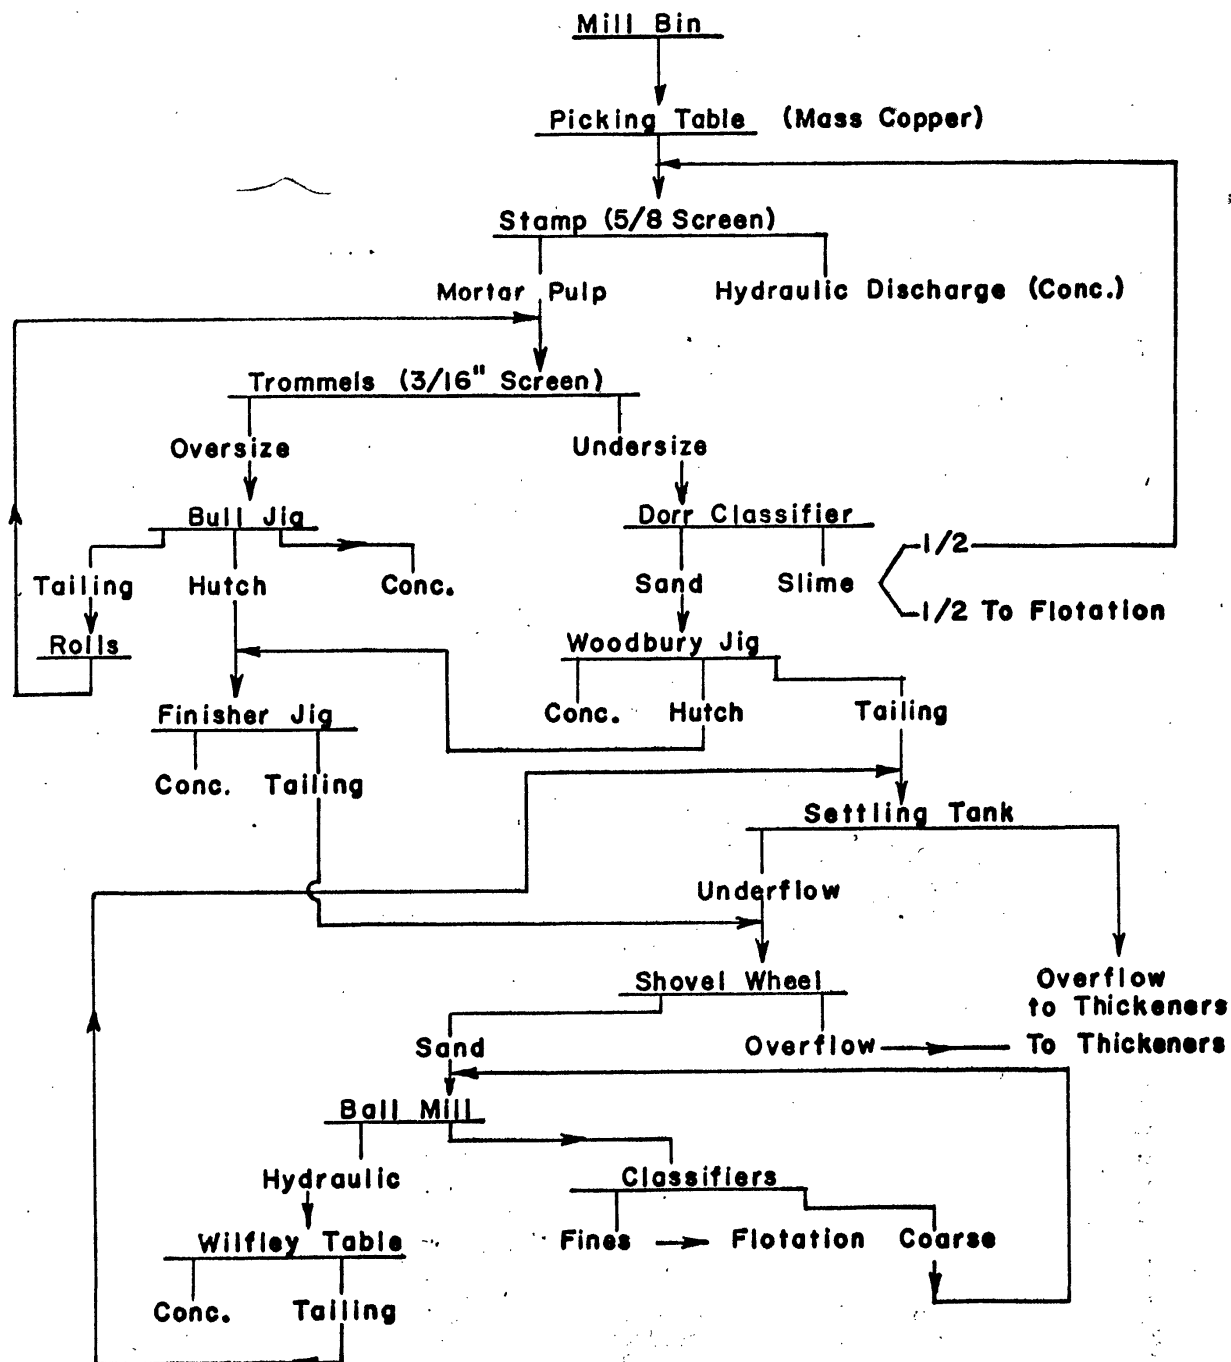 Mill Bin
Picking Table (Mass Copper)
Stamp (5/8 Screen)
Mortar Pulp
Hydraulic Discharge (Conc.)
Trommels (3/16" Screen)
Oversize
Undersize
Bull Jig
Dorr Classifier
1/2
Tailing
Hutch
Conc.
Sand
Slime
1/2 To Flotation
Rolls
Woodbury Jig
Finisher Jig
Conc.
Hutch
Tailing
Conc.
Tailing
Settling Tank
Underflow
Shovel Wheel
Overflow
to Thickeners
Sand
Overflow
To Thickeners
Ball Mill
Hydraulic
Classifiers
Wilfley Table
Fines
Flotation
Coarse
Conc.
Tailing